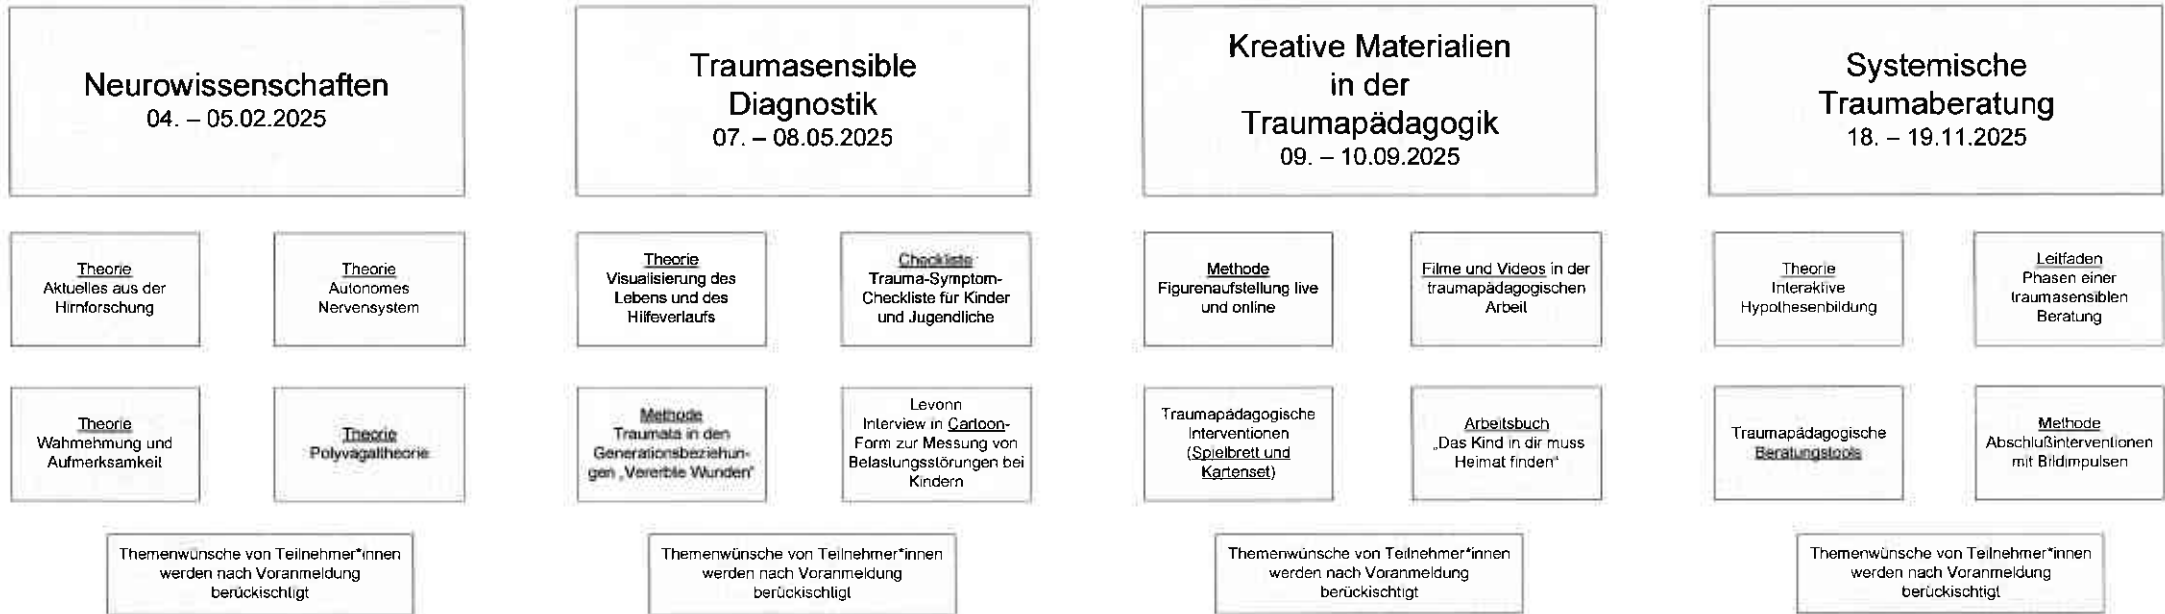 Neurowissenschaften
04. – 05.02.2025
Theorie
Aktuelles aus der
Hirnforschung
Theorie
Autonomes
Nervensystem
Theorie
Wahrnehmung und
Aufmerksamkeit
Theorie
Polyvagaltheorie
Themenwünsche von Teilnehmer*innen
werden nach Voranmeldung
berückischtigt
Traumasensible
Diagnostik
07. – 08.05.2025
Theorie
Visualisierung des
Lebens und des
Hilfeverlaufs
Checkliste
Trauma-Symptom-
Checkliste für Kinder
und Jugendliche
Methode
Traumata in den
Generationsbeziehun-
gen „Vererbte Wunden“
Levonn
Interview in Cartoon-
Form zur Messung von
Belastungsstörungen bei
Kindern
Themenwünsche von Teilnehmer*innen
werden nach Voranmeldung
berückischtigt
Kreative Materialien
in der
Traumapädagogik
09. – 10.09.2025
Methode
Figurenaufstellung live
und online
Filme und Videos in der
traumapädagogischen
Arbeit
Traumapädagogische
Interventionen
(Spielbrett und
Kartenset)
Arbeitsbuch
„Das Kind in dir muss
Heimat finden“
Themenwünsche von Teilnehmer*innen
werden nach Voranmeldung
berückischtigt
Systemische
Traumaberatung
18. – 19.11.2025
Theorie
Interaktive
Hypothesenbildung
Leitfaden
Phasen einer
traumasensiblen
Beratung
Traumapädagogische
Beratungstools
Methode
Abschlußinterventionen
mit Bildimpulsen
Themenwünsche von Teilnehmer*innen
werden nach Voranmeldung
berückischtigt